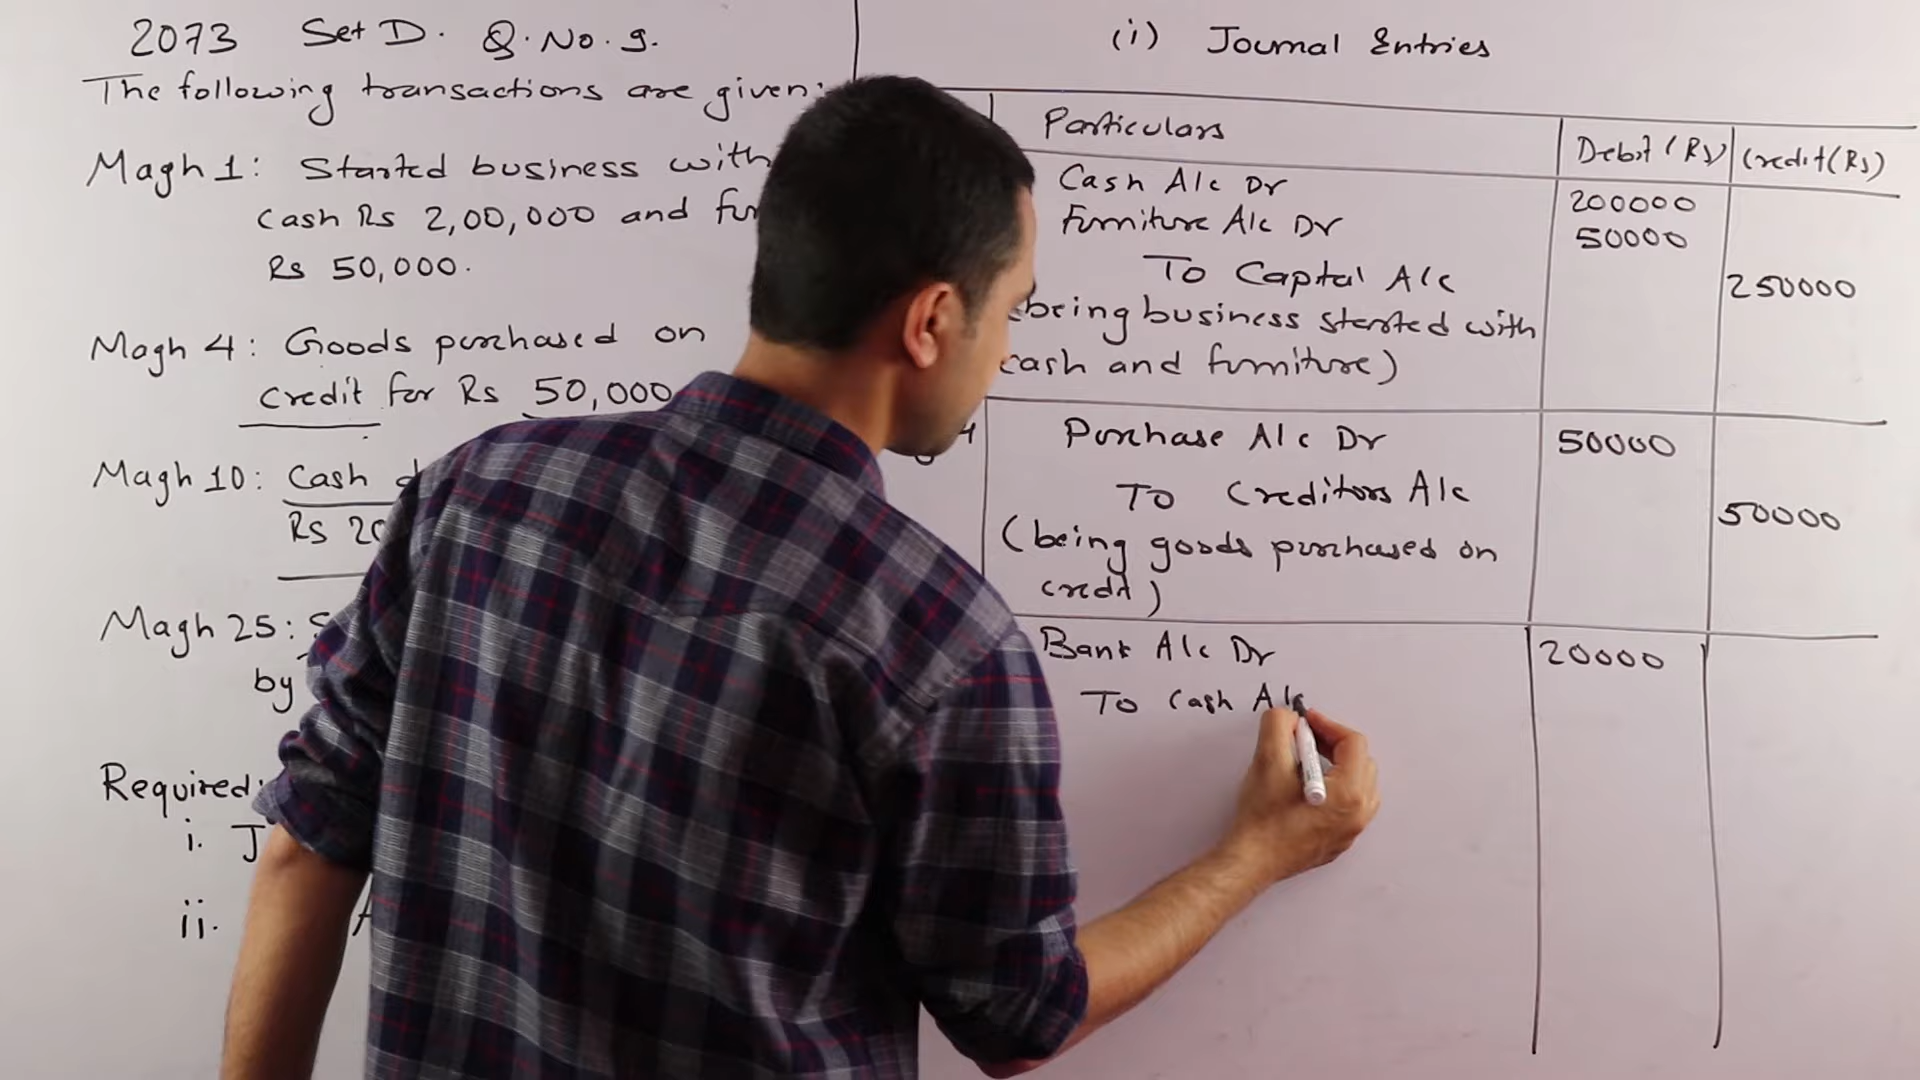 2073 Set D. Q. No. 9.
The following transactions are given:
Magh 1: Started business with
cash Rs 2,00,000 and
Rs 50,000.
Magh 4: Goods purchased on
credit for Rs 50,000
Magh 10: Cash
Rs
Magh 25:
by
Required:
i. J
ii. A
(i) Journal Entries
Particulars Debit (Rs) Credit (Rs)
Cash A/c Dr 200000
Furniture A/c Dr 50000
To Capital A/c 250000
being business started with
cash and furniture)
4 Purchase A/c Dr 50000
To Creditors A/c 50000
(being goods purchased on
credit)
Bank A/c Dr 20000
To Cash A/c